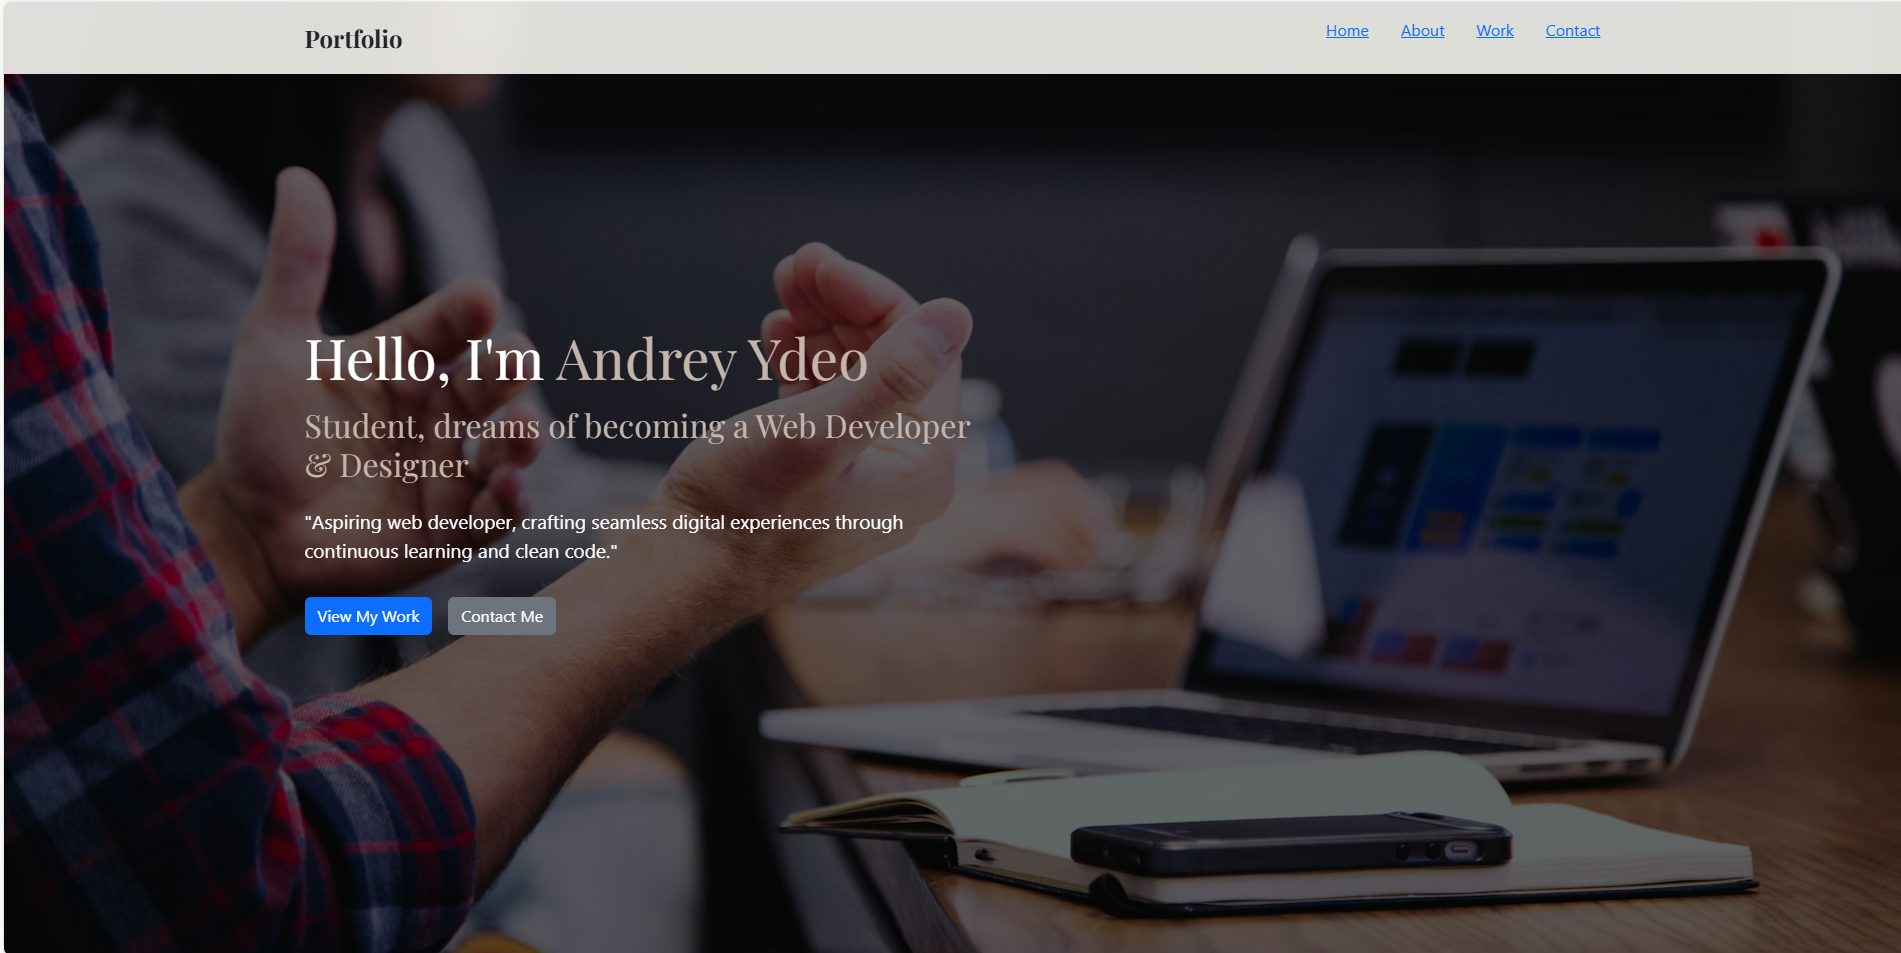 Portfolio
Home About Work Contact
Hello, I'm Andrey Ydeo
Student, dreams of becoming a Web Developer
& Designer
"Aspiring web developer, crafting seamless digital experiences through
continuous learning and clean code."
View My Work Contact Me